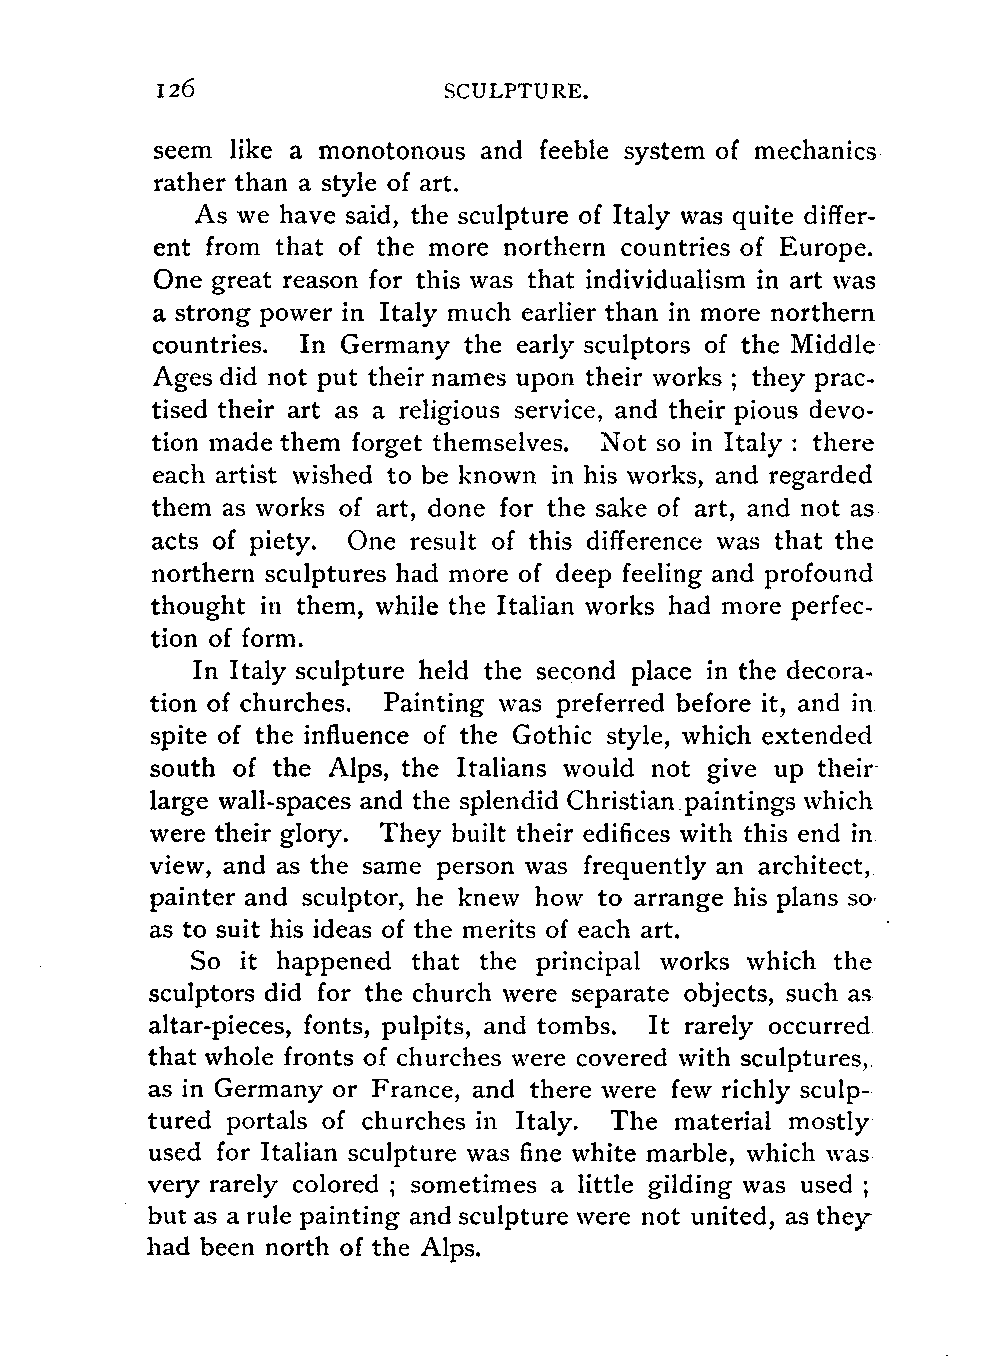 126 SCULPTURE.
seem like a monotonous and feeble system of mechanics
rather than a style of art.
As we have said, the sculpture of Italy was quite differ-
ent from that of the more northern countries of Europe.
One great reason for this was that individualism in art was
a strong power in Italy much earlier than in more northern
countries. In Germany the early sculptors of the Middle
Ages did not put their names upon their works ; they prac-
tised their art as a religious service, and their pious devo-
tion made them forget themselves. Not so in Italy : there
each artist wished to be known in his works, and regarded
them as works of art, done for the sake of art, and not as
acts of piety. One result of this difference was that the
northern sculptures had more of deep feeling and profound
thought in them, while the Italian works had more perfec-
tion of form.
In Italy sculpture held the second place in the decora-
tion of churches. Painting was preferred before it, and in
spite of the influence of the Gothic style, which extended
south of the Alps, the Italians would not give up their
large wall-spaces and the splendid Christian paintings which
were their glory. They built their edifices with this end in
view, and as the same person was frequently an architect,
painter and sculptor, he knew how to arrange his plans so
as to suit his ideas of the merits of each art.
So it happened that the principal works which the
sculptors did for the church were separate objects, such as
altar-pieces, fonts, pulpits, and tombs. It rarely occurred
that whole fronts of churches were covered with sculptures,
as in Germany or France, and there were few richly sculp-
tured portals of churches in Italy. The material mostly
used for Italian sculpture was fine white marble, which was
very rarely colored ; sometimes a little gilding was used ;
but as a rule painting and sculpture were not united, as they
had been north of the Alps.